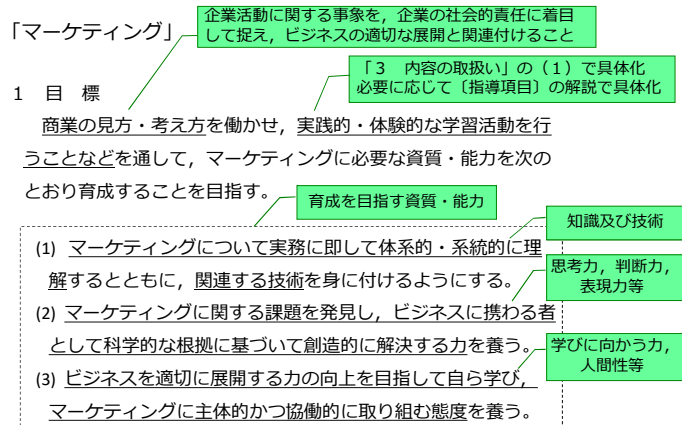 「マーケティング」
企業活動に関する事象を，企業の社会的責任に着目
して捉え，ビジネスの適切な展開と関連付けること
「３　内容の取扱い」の（１）で具体化
必要に応じて〔指導項目〕の解説で具体化
１　目　標
商業の見方・考え方を働かせ，実践的・体験的な学習活動を行
うことなどを通して，マーケティングに必要な資質・能力を次の
とおり育成することを目指す。
育成を目指す資質・能力
知識及び技術
(1) マーケティングについて実務に即して体系的・系統的に理
解するとともに，関連する技術を身に付けるようにする。
思考力，判断力，
表現力等
(2) マーケティングに関する課題を発見し，ビジネスに携わる者
として科学的な根拠に基づいて創造的に解決する力を養う。
学びに向かう力，
人間性等
(3) ビジネスを適切に展開する力の向上を目指して自ら学び，
マーケティングに主体的かつ協働的に取り組む態度を養う。